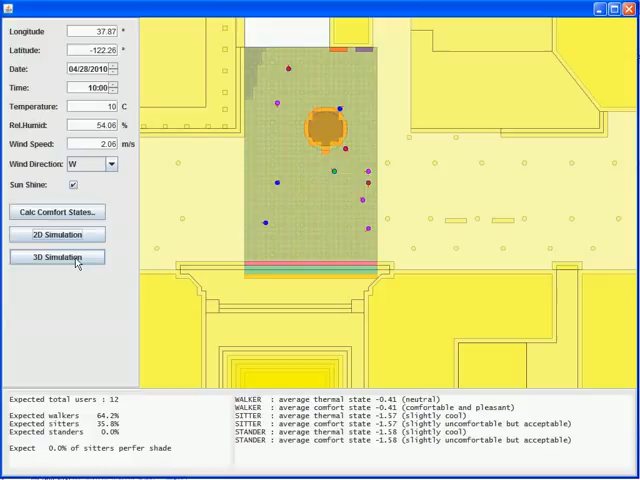 Longitude 37.87 °
Latitude: -122.26 °
Date: 04/28/2010
Time: 10:00
Temperature: 10 C
Rel.Humid: 54.06 %
Wind Speed: 2.06 m/s
Wind Direction: W
Sun Shine:
Calc Comfort States..
2D Simulation
3D Simulation
Expected total users : 12
Expected walkers 64.2%
Expected sitters 35.8%
Expected standers 0.0%
Expect 0.0% of sitters perfer shade
WALKER : average thermal state -0.41 (neutral)
WALKER : average comfort state -0.41 (comfortable and pleasant)
SITTER : average thermal state -1.57 (slightly cool)
SITTER : average comfort state -1.57 (slightly uncomfortable but acceptable)
STANDER : average thermal state -1.58 (slightly cool)
STANDER : average comfort state -1.58 (slightly uncomfortable but acceptable)